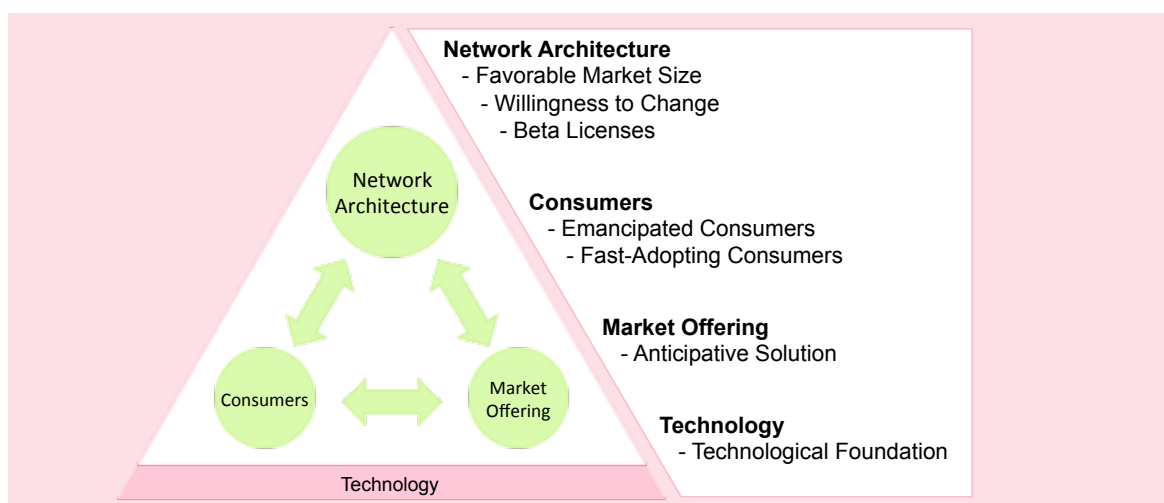 Network Architecture
- Favorable Market Size
- Willingness to Change
- Beta Licenses
Consumers
- Emancipated Consumers
- Fast-Adopting Consumers
Market Offering
- Anticipative Solution
Technology
- Technological Foundation
Network
Architecture
Consumers
Market
Offering
Technology